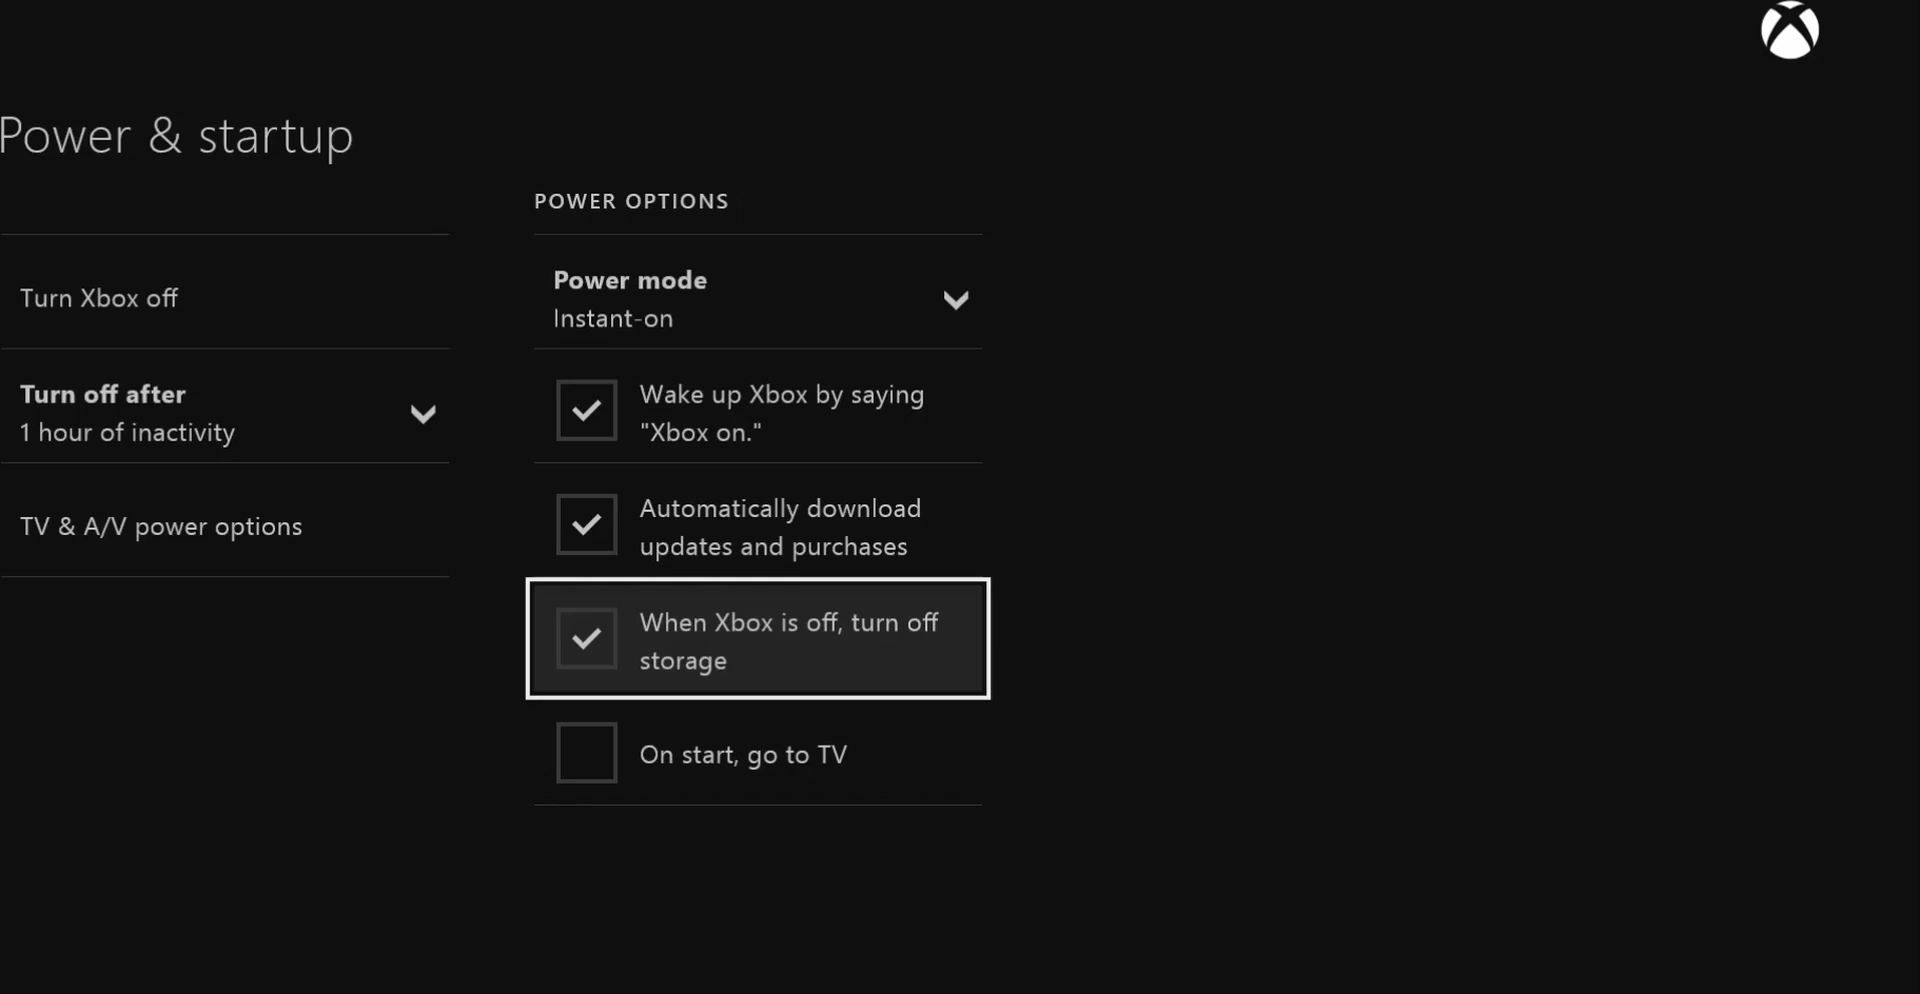 Power & startup
Turn Xbox off
Turn off after
1 hour of inactivity
TV & A/V power options
POWER OPTIONS
Power mode
Instant-on
Wake up Xbox by saying
"Xbox on."
Automatically download
updates and purchases
When Xbox is off, turn off
storage
On start, go to TV